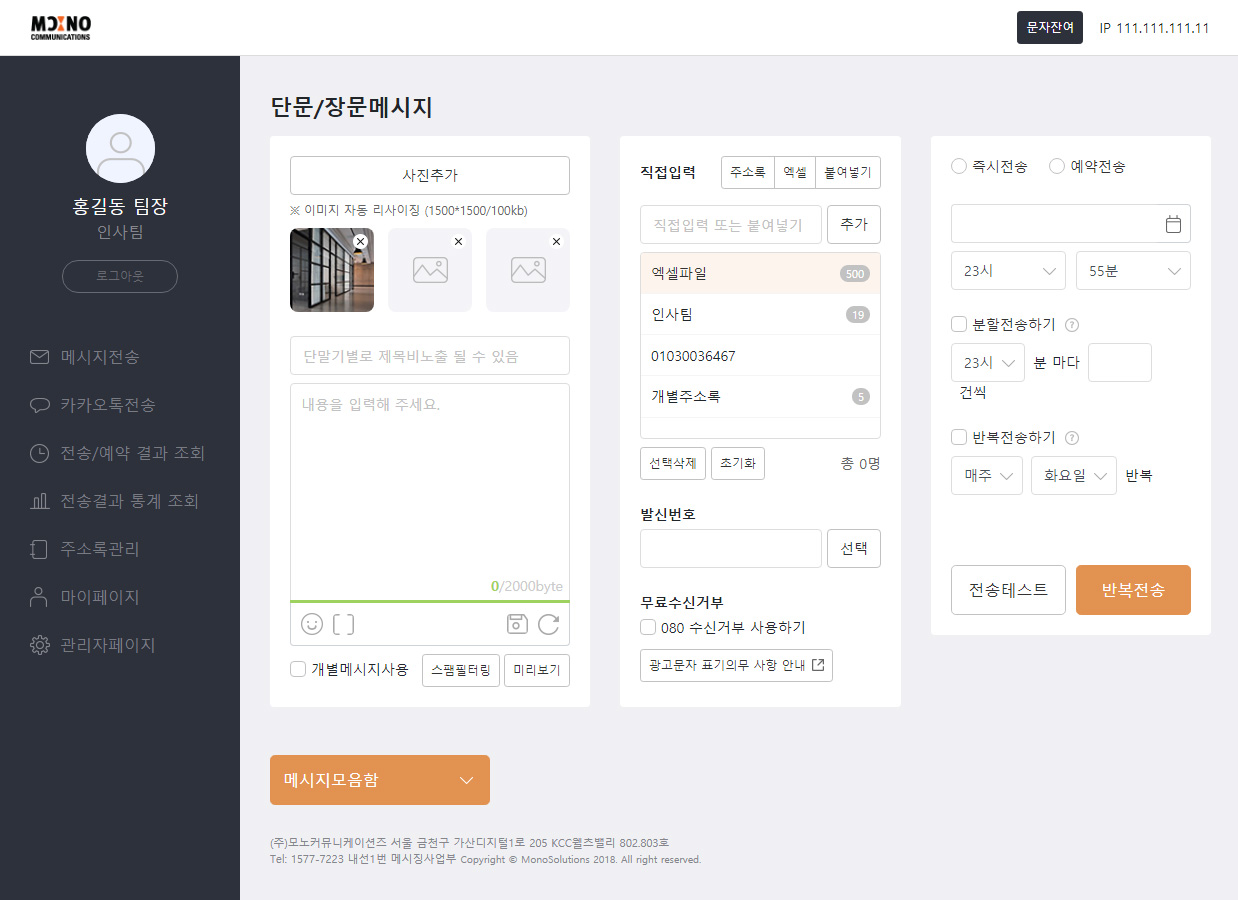 MOINO
COMMUNICATIONS
문자잔여
IP 111.111.111.11
홍길동 팀장
인사팀
로그아웃
메시지전송
카카오톡전송
전송/예약 결과 조회
전송결과 통계 조회
주소록관리
마이페이지
관리자페이지
단문/장문메시지
사진추가
※ 이미지 자동 리사이징 (1500*1500/100kb)
단말기별로 제목비노출 될 수 있음
내용을 입력해 주세요.
0/2000byte
개별메시지사용
스팸필터링
미리보기
직접입력
주소록
엑셀
붙여넣기
직접입력 또는 붙여넣기
추가
엑셀파일 500
인사팀 19
01030036467
개별주소록 5
선택삭제
초기화
총 0명
발신번호
선택
무료수신거부
080 수신거부 사용하기
광고문자 표기의무 사항 안내
즉시전송
예약전송
23시
55분
분할전송하기 ?
23시 분 마다
건씩
반복전송하기 ?
매주 화요일 반복
전송테스트
반복전송
메시지모음함
(주)모노커뮤니케이션즈 서울 금천구 가산디지털1로 205 KCC웰츠밸리 802.803호
Tel: 1577-7223 내선1번 메시징사업부 Copyright © MonoSolutions 2018. All right reserved.